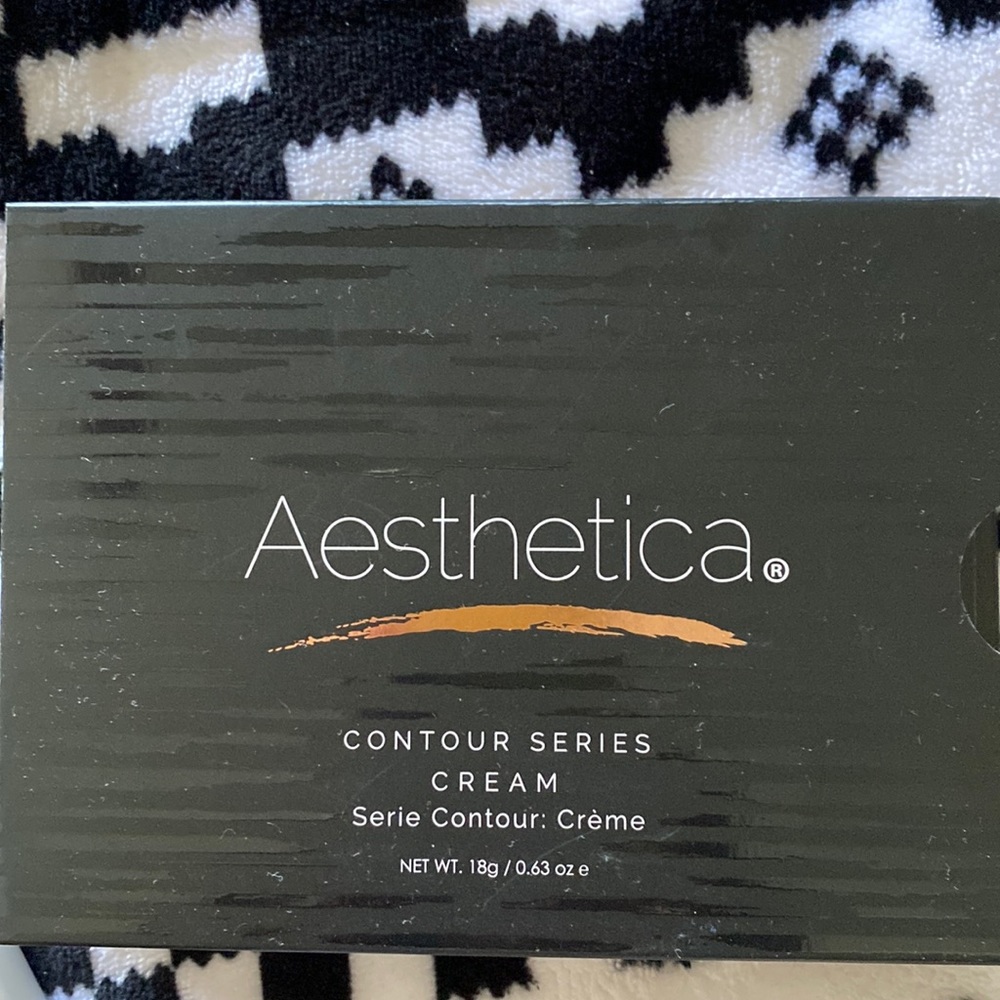 Aesthetica®
CONTOUR SERIES
CREAM
Serie Contour: Crème
NET WT. 18g / 0.63 oz e